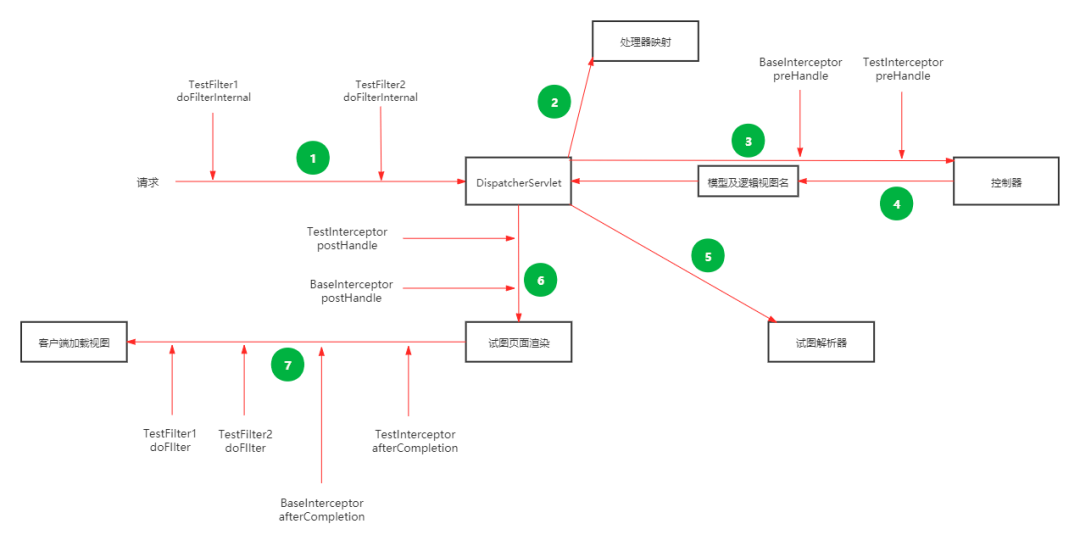 处理器映射
BaseInterceptor
preHandle
TestInterceptor
preHandle
TestFilter1
doFilterInternal
TestFilter2
doFilterInternal
2
3
1
请求
DispatcherServlet
模型及逻辑视图名
控制器
4
TestInterceptor
postHandle
5
6
BaseInterceptor
postHandle
客户端加载视图
试图页面渲染
试图解析器
7
TestFilter1
doFIlter
TestFilter2
doFIlter
TestInterceptor
afterCompletion
BaseInterceptor
afterCompletion